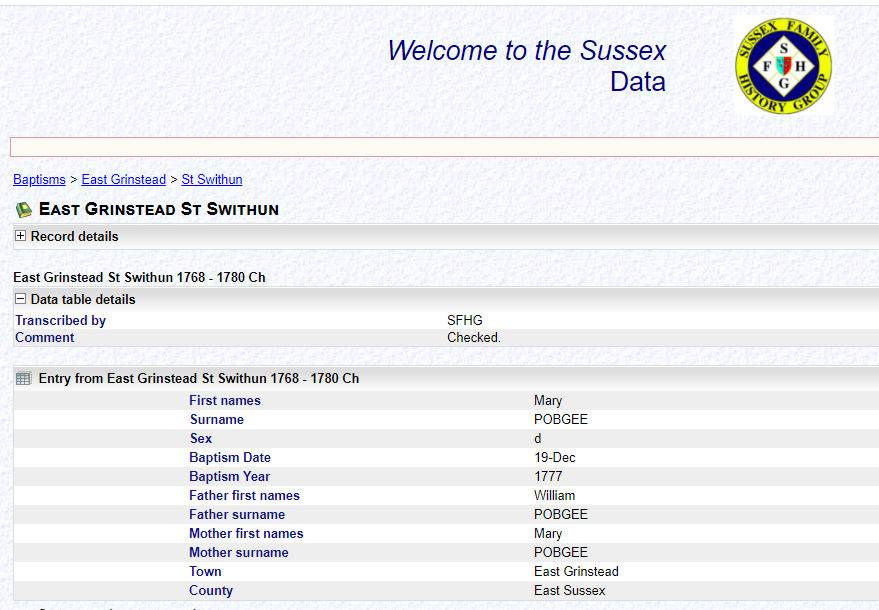 Welcome to the Sussex
Data
SUSSEX FAMILY
S
F H
G
HISTORY GROUP
Baptisms > East Grinstead > St Swithun
East Grinstead St Swithun
Record details
East Grinstead St Swithun 1768 - 1780 Ch
Data table details
Transcribed by SFHG
Comment Checked.
Entry from East Grinstead St Swithun 1768 - 1780 Ch
First names Mary
Surname POBGEE
Sex d
Baptism Date 19-Dec
Baptism Year 1777
Father first names William
Father surname POBGEE
Mother first names Mary
Mother surname POBGEE
Town East Grinstead
County East Sussex